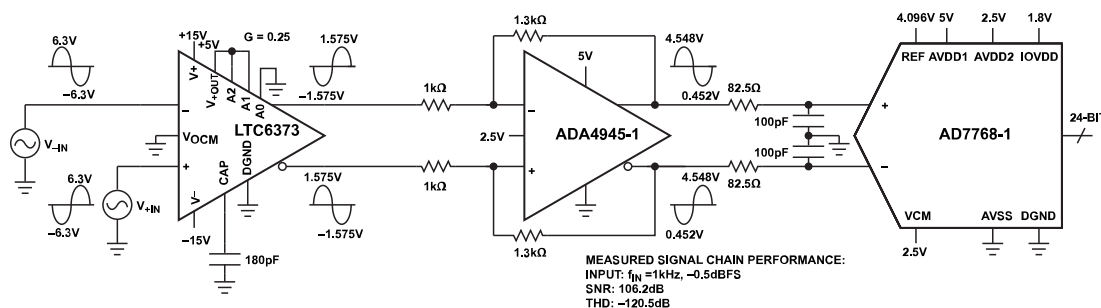 +15V
+5V
G = 0.25
6.3V
–6.3V
V+
V+OUT
A2
A1
A0
1.575V
–1.575V
–
LTC6373
VOCM
+
CAP
DGND
V–
V–IN
V+IN
6.3V
–6.3V
–15V
180pF
1.575V
–1.575V
1kΩ
1kΩ
1.3kΩ
5V
–
2.5V
ADA4945-1
+
1.3kΩ
4.548V
0.452V
82.5Ω
100pF
100pF
82.5Ω
4.548V
0.452V
4.096V 5V 2.5V 1.8V
REF AVDD1 AVDD2 IOVDD
+
AD7768-1
24-BI
–
VCM AVSS DGND
2.5V
MEASURED SIGNAL CHAIN PERFORMANCE:
INPUT: fIN =1kHz, –0.5dBFS
SNR: 106.2dB
THD: –120.5dB